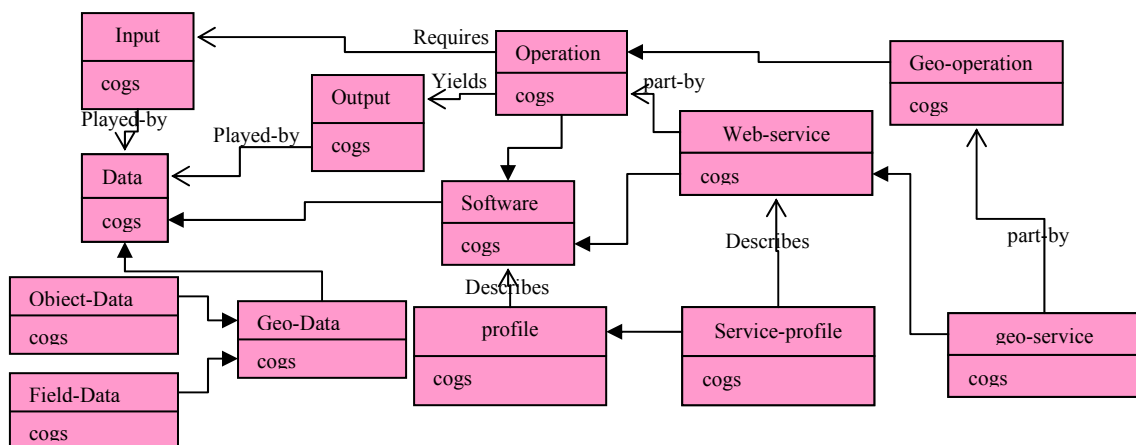 Input
cogs
Requires
Operation
cogs
Geo-operation
cogs
Yields
part-by
Output
cogs
Played-by
Played-by
Web-service
cogs
Data
cogs
Software
cogs
Describes
part-by
Describes
Object-Data
cogs
Geo-Data
cogs
profile
cogs
Service-profile
cogs
geo-service
cogs
Field-Data
cogs